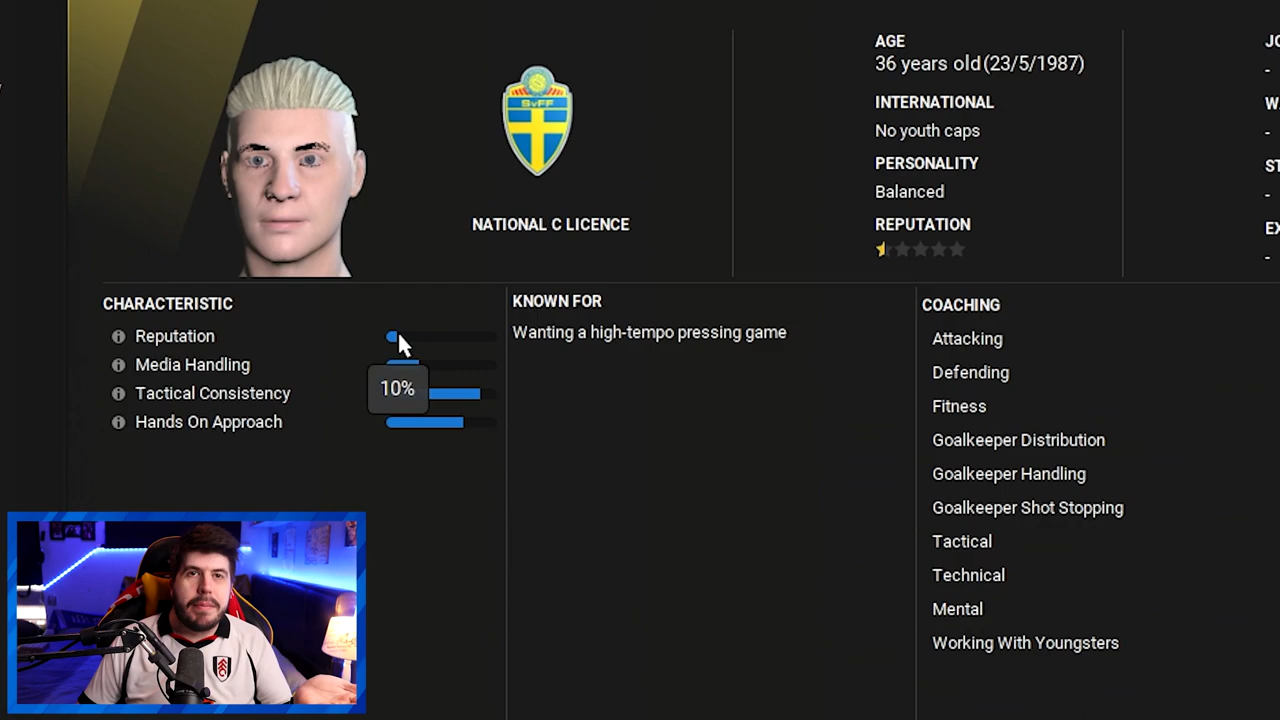 SvFF
NATIONAL C LICENCE
AGE
36 years old (23/5/1987)
INTERNATIONAL
No youth caps
PERSONALITY
Balanced
REPUTATION
CHARACTERISTIC
Reputation
Media Handling
10%
Tactical Consistency
Hands On Approach
KNOWN FOR
Wanting a high-tempo pressing game
COACHING
Attacking
Defending
Fitness
Goalkeeper Distribution
Goalkeeper Handling
Goalkeeper Shot Stopping
Tactical
Technical
Mental
Working With Youngsters